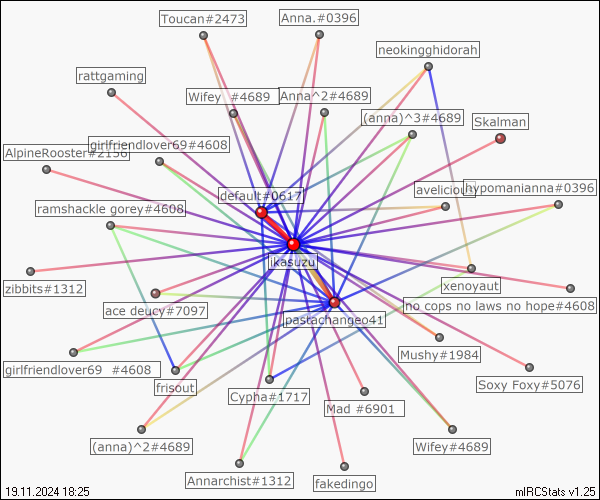 Toucan#2473
Anna.#0396
neokingghidorah
rattgaming
Wifey  #4689
Anna^2#4689
(anna)^3#4689
Skalman
girlfriendlover69#4608
AlpineRooster#2156
default#0617
hypomanianna#0396
ramshackle gorey#4608
likasuzu
xenoyaut
zibbits#1312
ace deucy#7097
no cops no laws no hope#4608
pastachangeo41
Mushy#1984
girlfriendlover69  #4608
frisout
Soxy Foxy#5076
Cypha#1717
Mad #6901
(anna)^2#4689
Wifey#4689
Annarchist#1312
fakedingo
19.11.2024 18:25
mIRCStats v1.25